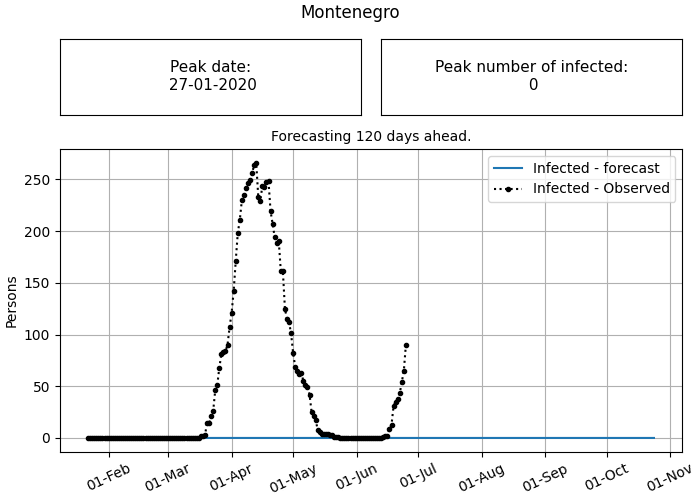 Montenegro
Peak date:
27-01-2020
Peak number of infected:
0
Forecasting 120 days ahead.
Infected - forecast
Infected - Observed
Persons
250
200
150
100
50
0
01-Feb
01-Mar
01-Apr
01-May
01-Jun
01-Jul
01-Aug
01-Sep
01-Oct
01-Nov